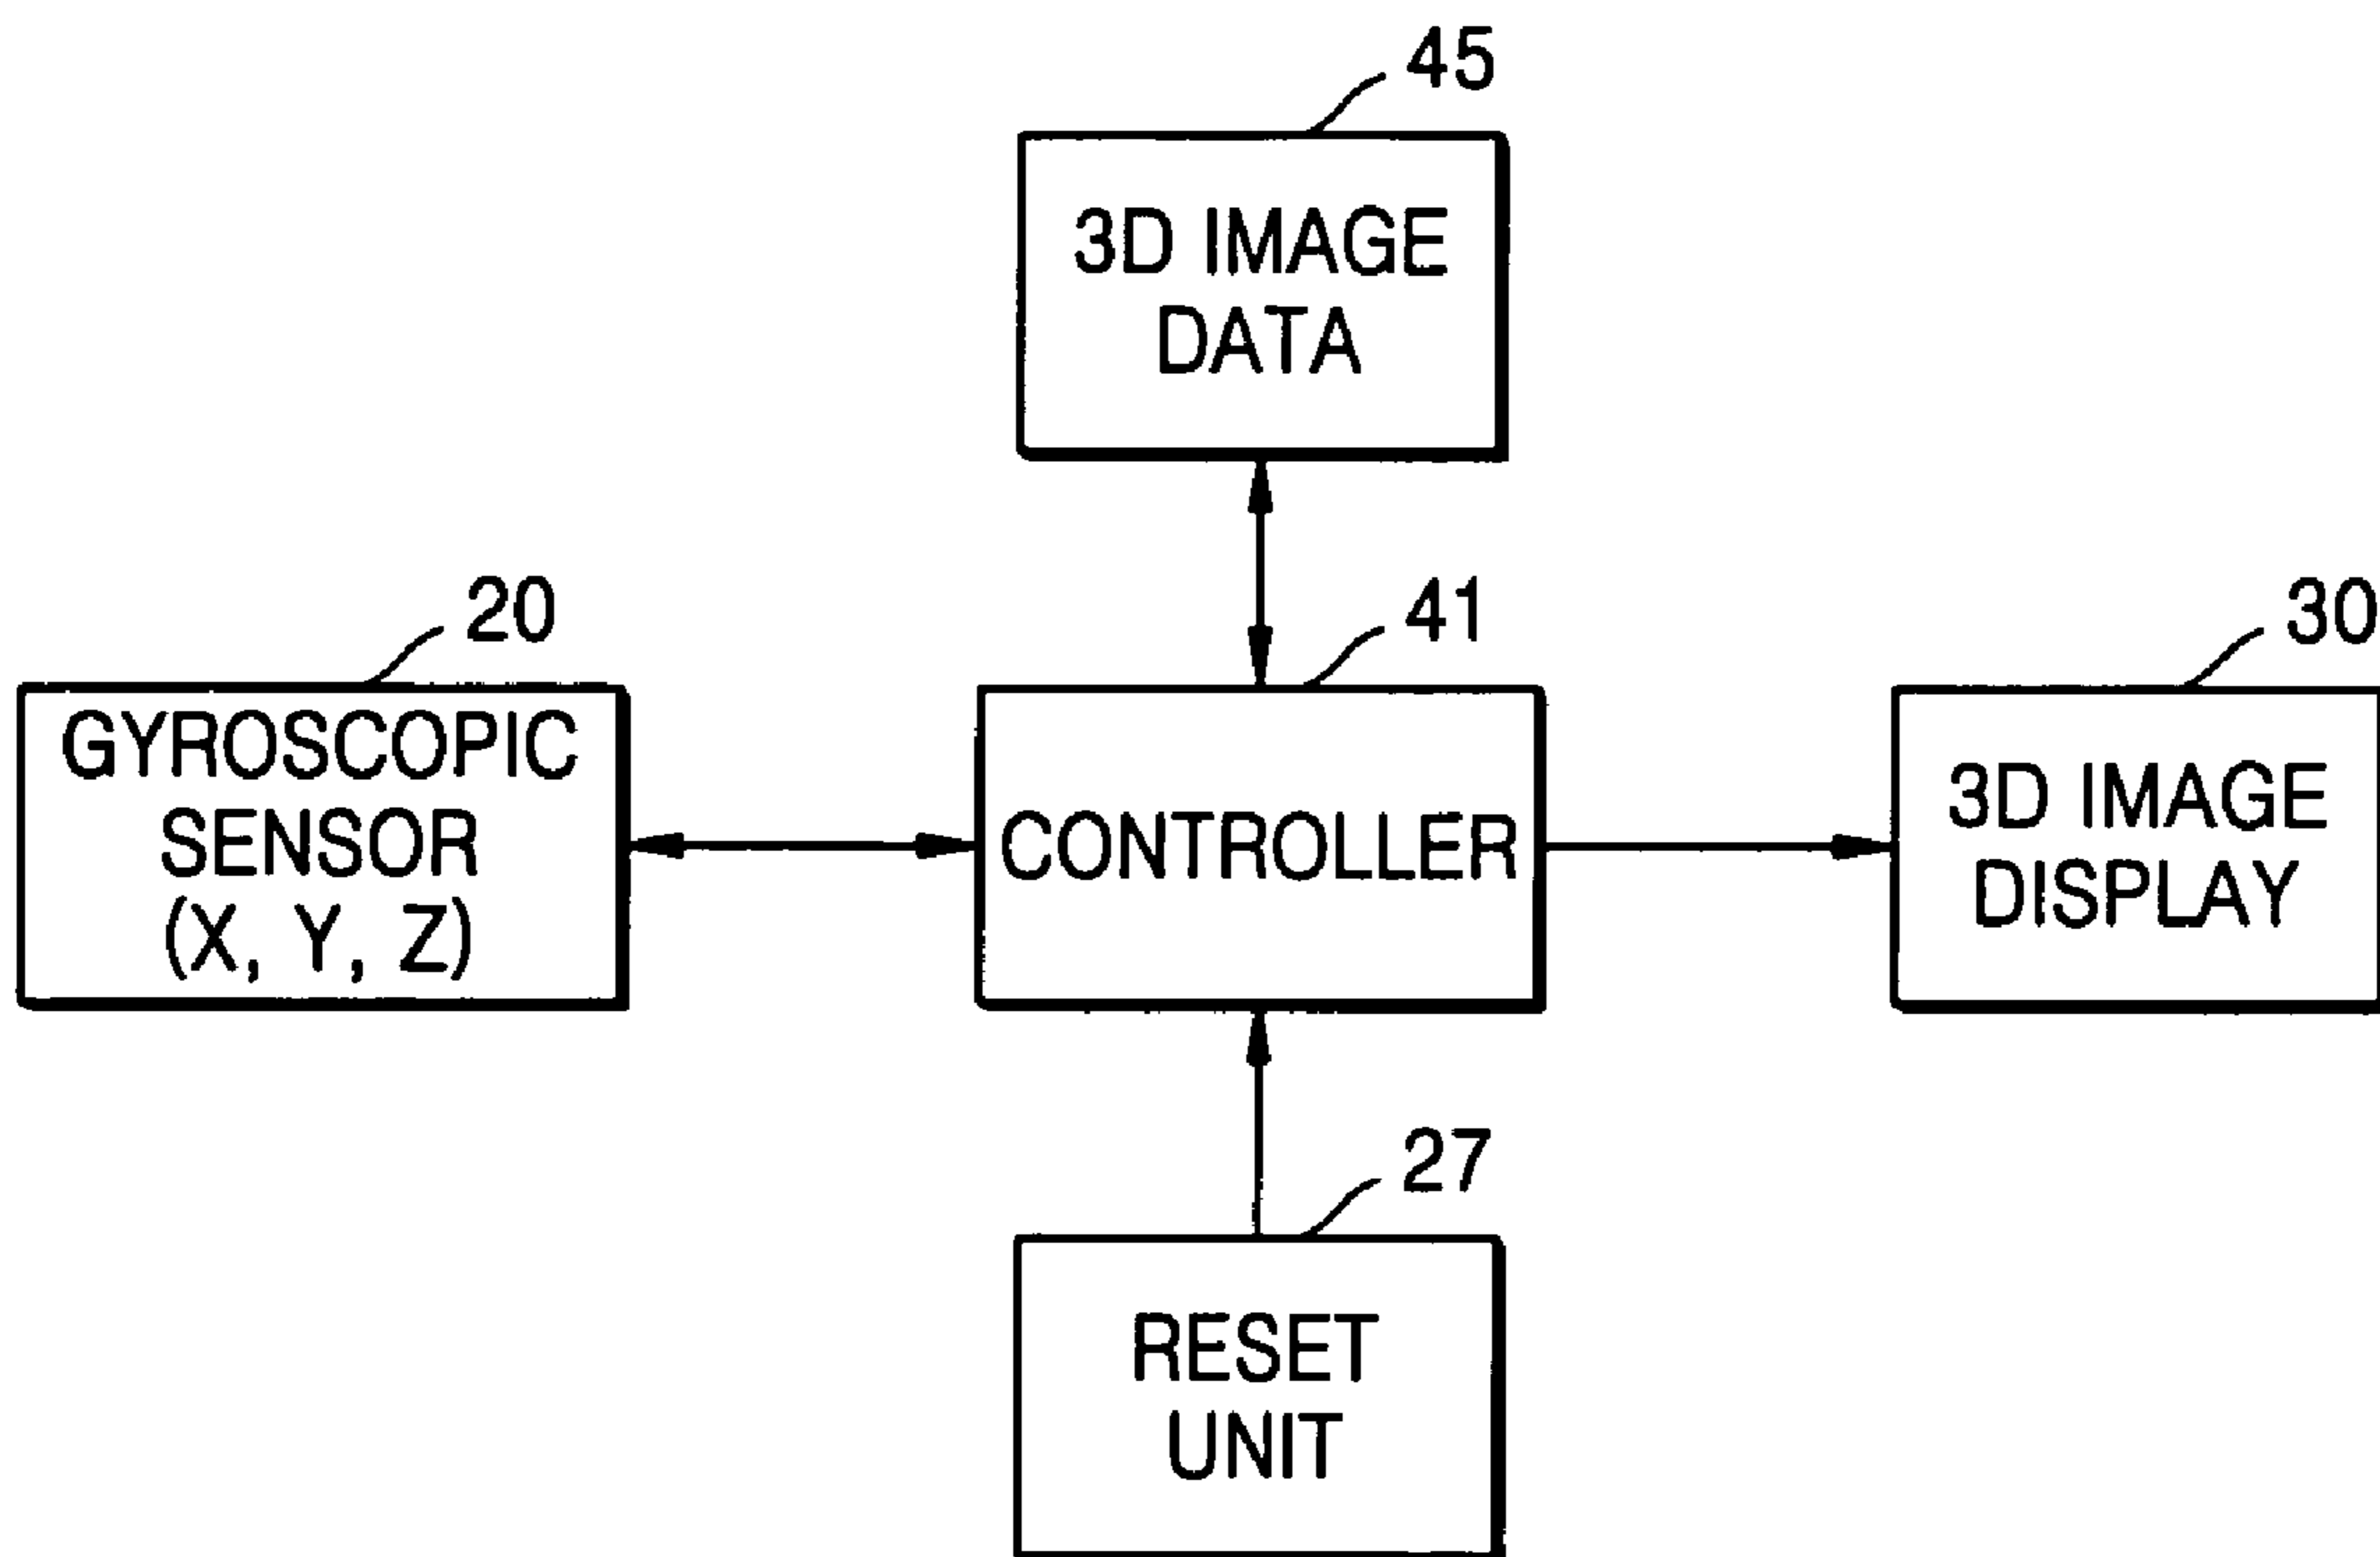 45
3D IMAGE
DATA
20
41
30
GYROSCOPIC
SENSOR
(X, Y, Z)
CONTROLLER
3D IMAGE
DISPLAY
27
RESET
UNIT